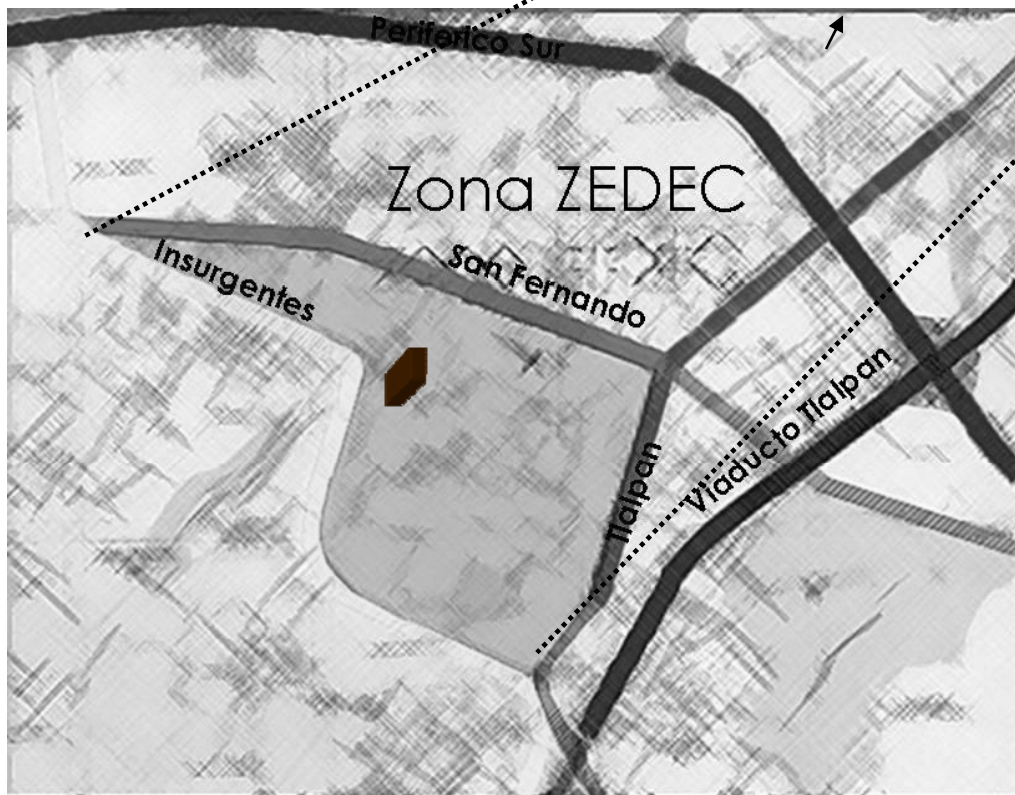 Periferico Sur
Zona ZEDEC
Insurgentes
San Fernando
Tlalpan
Viaducto Tlalpan